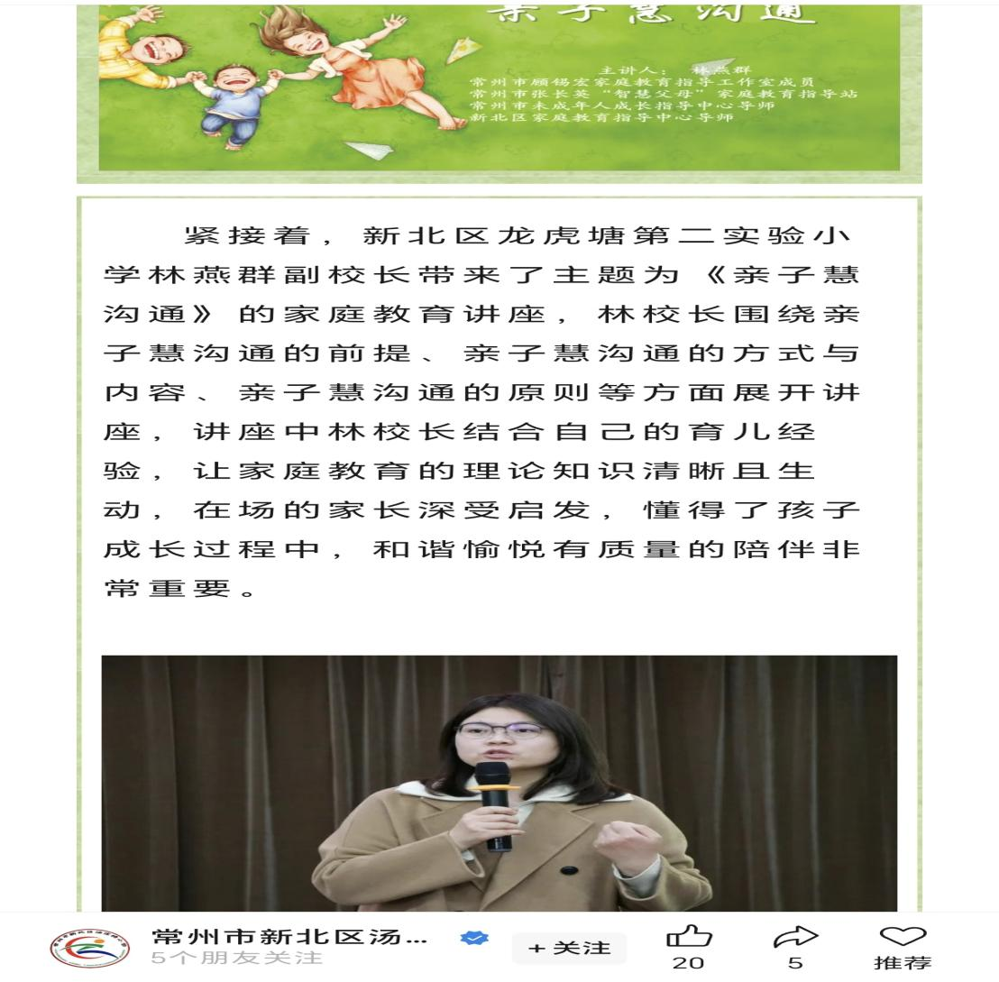 亲子慧沟通
主讲人： 林燕群
常州市顾锡宏家庭教育指导工作室成员
常州市张长英“智慧父母”家庭教育指导站
常州市未成年人成长指导中心导师
新北区家庭教育指导中心导师
紧接着，新北区龙虎塘第二实验小
学林燕群副校长带来了主题为《亲子慧
沟通》的家庭教育讲座，林校长围绕亲
子慧沟通的前提、亲子慧沟通的方式与
内容、亲子慧沟通的原则等方面展开讲
座，讲座中林校长结合自己的育儿经
验，让家庭教育的理论知识清晰且生
动，在场的家长深受启发，懂得了孩子
成长过程中，和谐愉悦有质量的陪伴非
常重要。
常州市新北区汤...
5个朋友关注
+ 关注
20
5
推荐